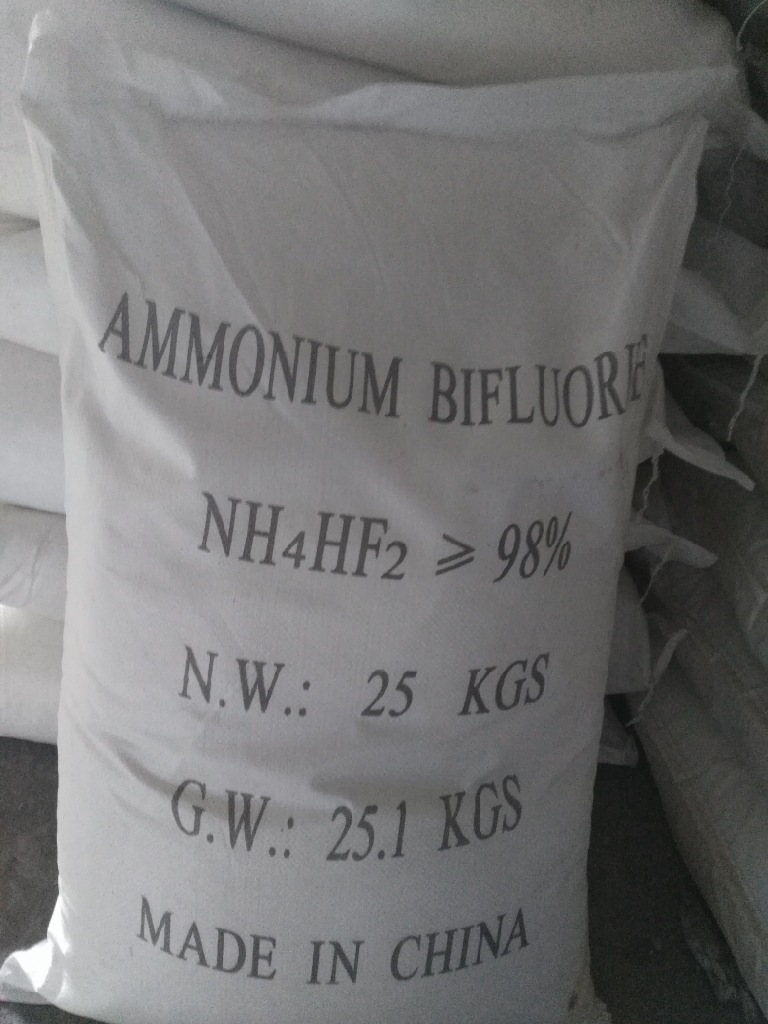 AMMONIUM BIFLUORIDE
NH₄HF₂ ⩾ 98%
N.W.: 25 KGS
G.W.: 25.1 KGS
MADE IN CHINA